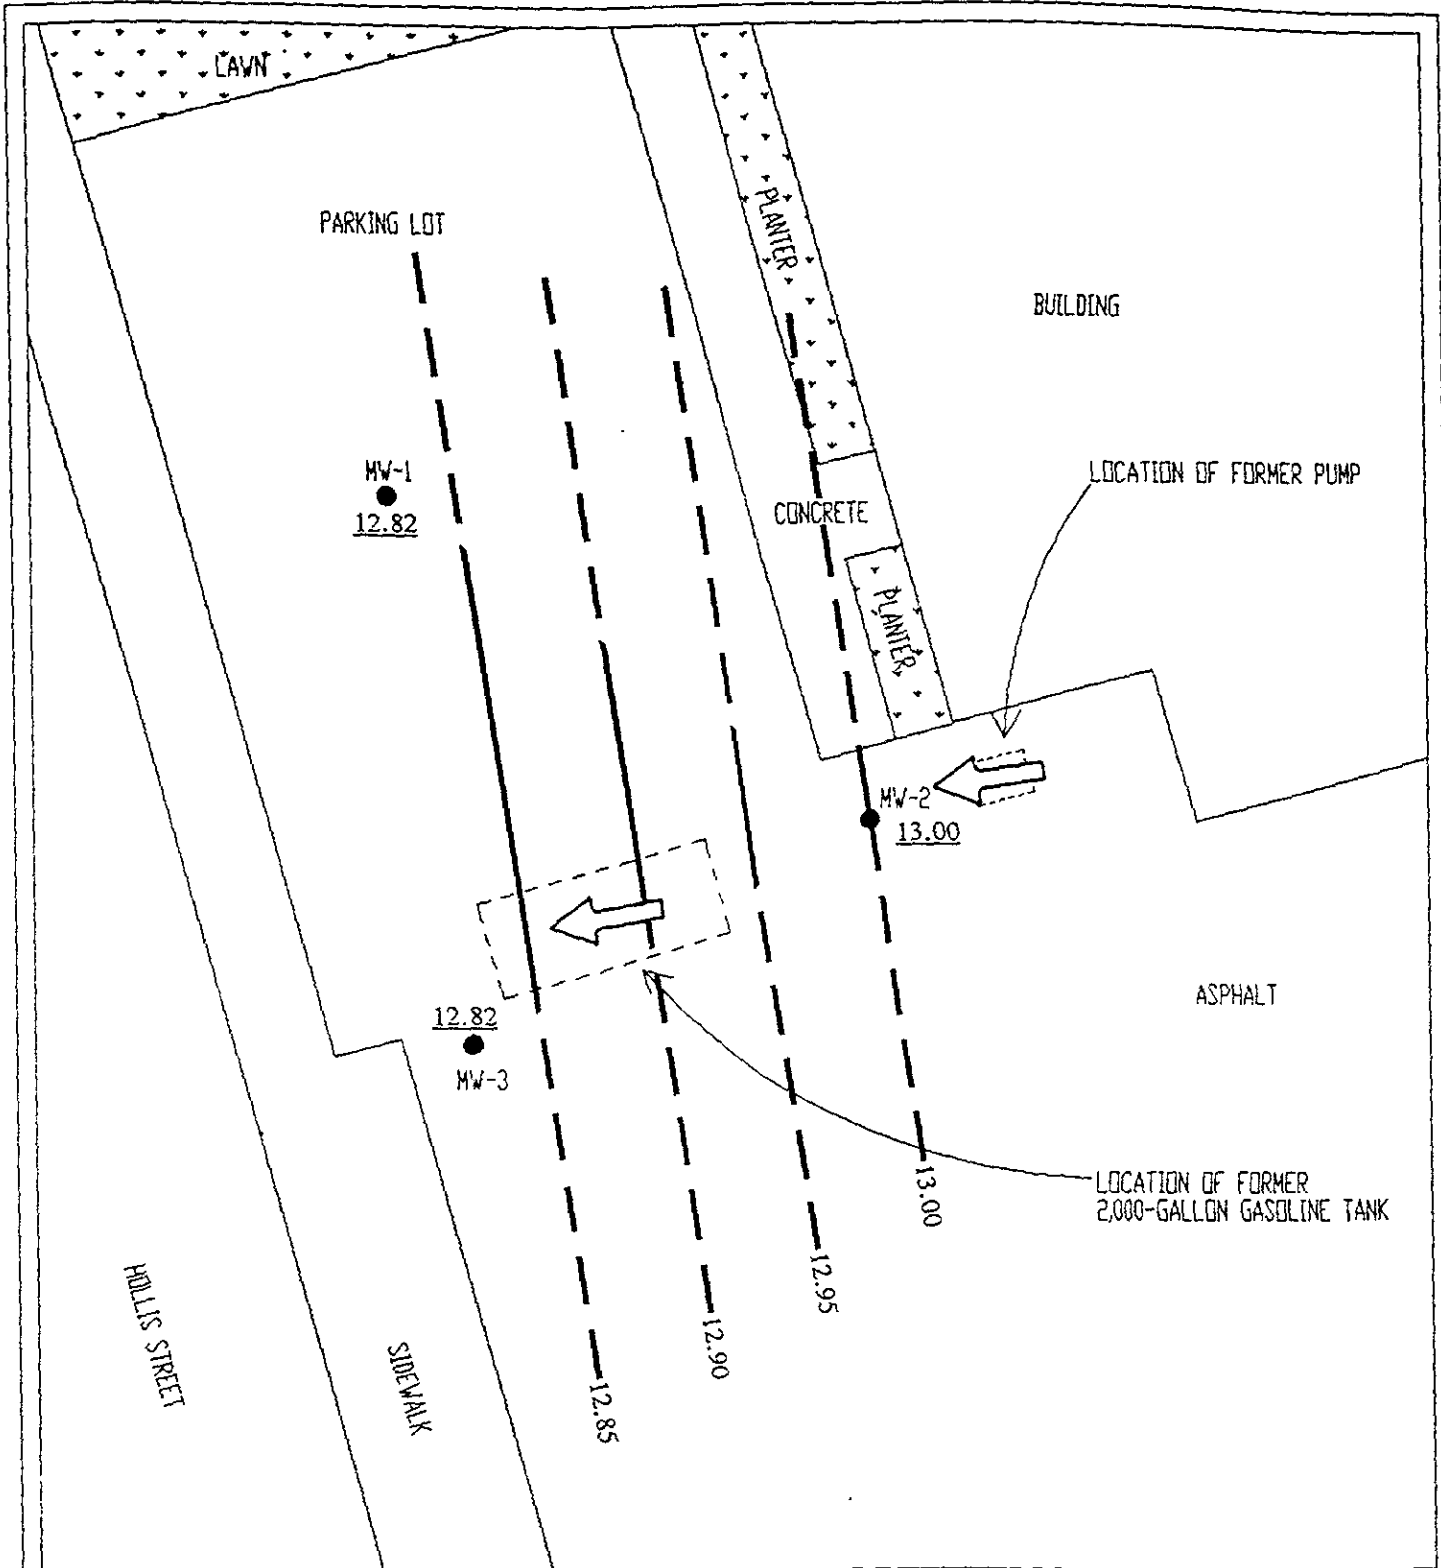 LAWN
PARKING LOT
PLANTER
BUILDING
MW-1
12.82
LOCATION OF FORMER PUMP
CONCRETE
PLANTER
MW-2
13.00
ASPHALT
12.82
MW-3
LOCATION OF FORMER
2,000-GALLON GASOLINE TANK
13.00
12.95
12.90
12.85
HOLLIS STREET
SIDEWALK